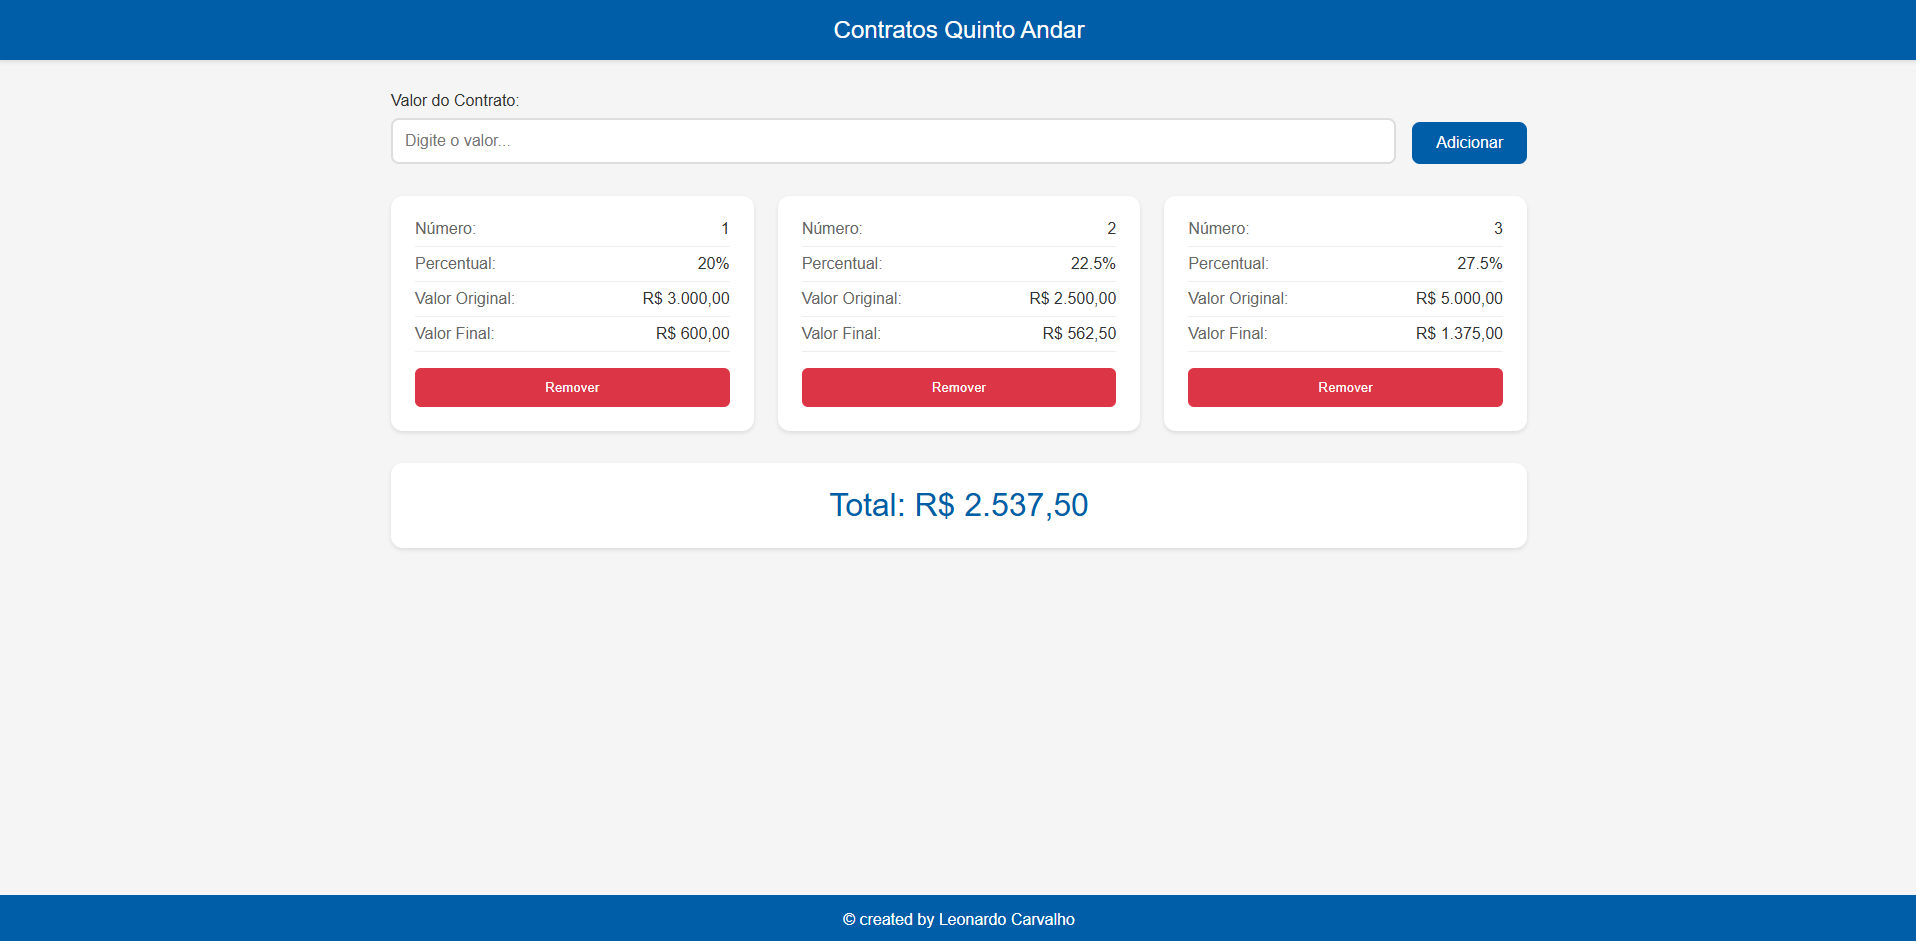 Contratos Quinto Andar
Valor do Contrato:
Digite o valor...
Adicionar
Número: 1
Percentual: 20%
Valor Original: R$ 3.000,00
Valor Final: R$ 600,00
Remover
Número: 2
Percentual: 22.5%
Valor Original: R$ 2.500,00
Valor Final: R$ 562,50
Remover
Número: 3
Percentual: 27.5%
Valor Original: R$ 5.000,00
Valor Final: R$ 1.375,00
Remover
Total: R$ 2.537,50
© created by Leonardo Carvalho